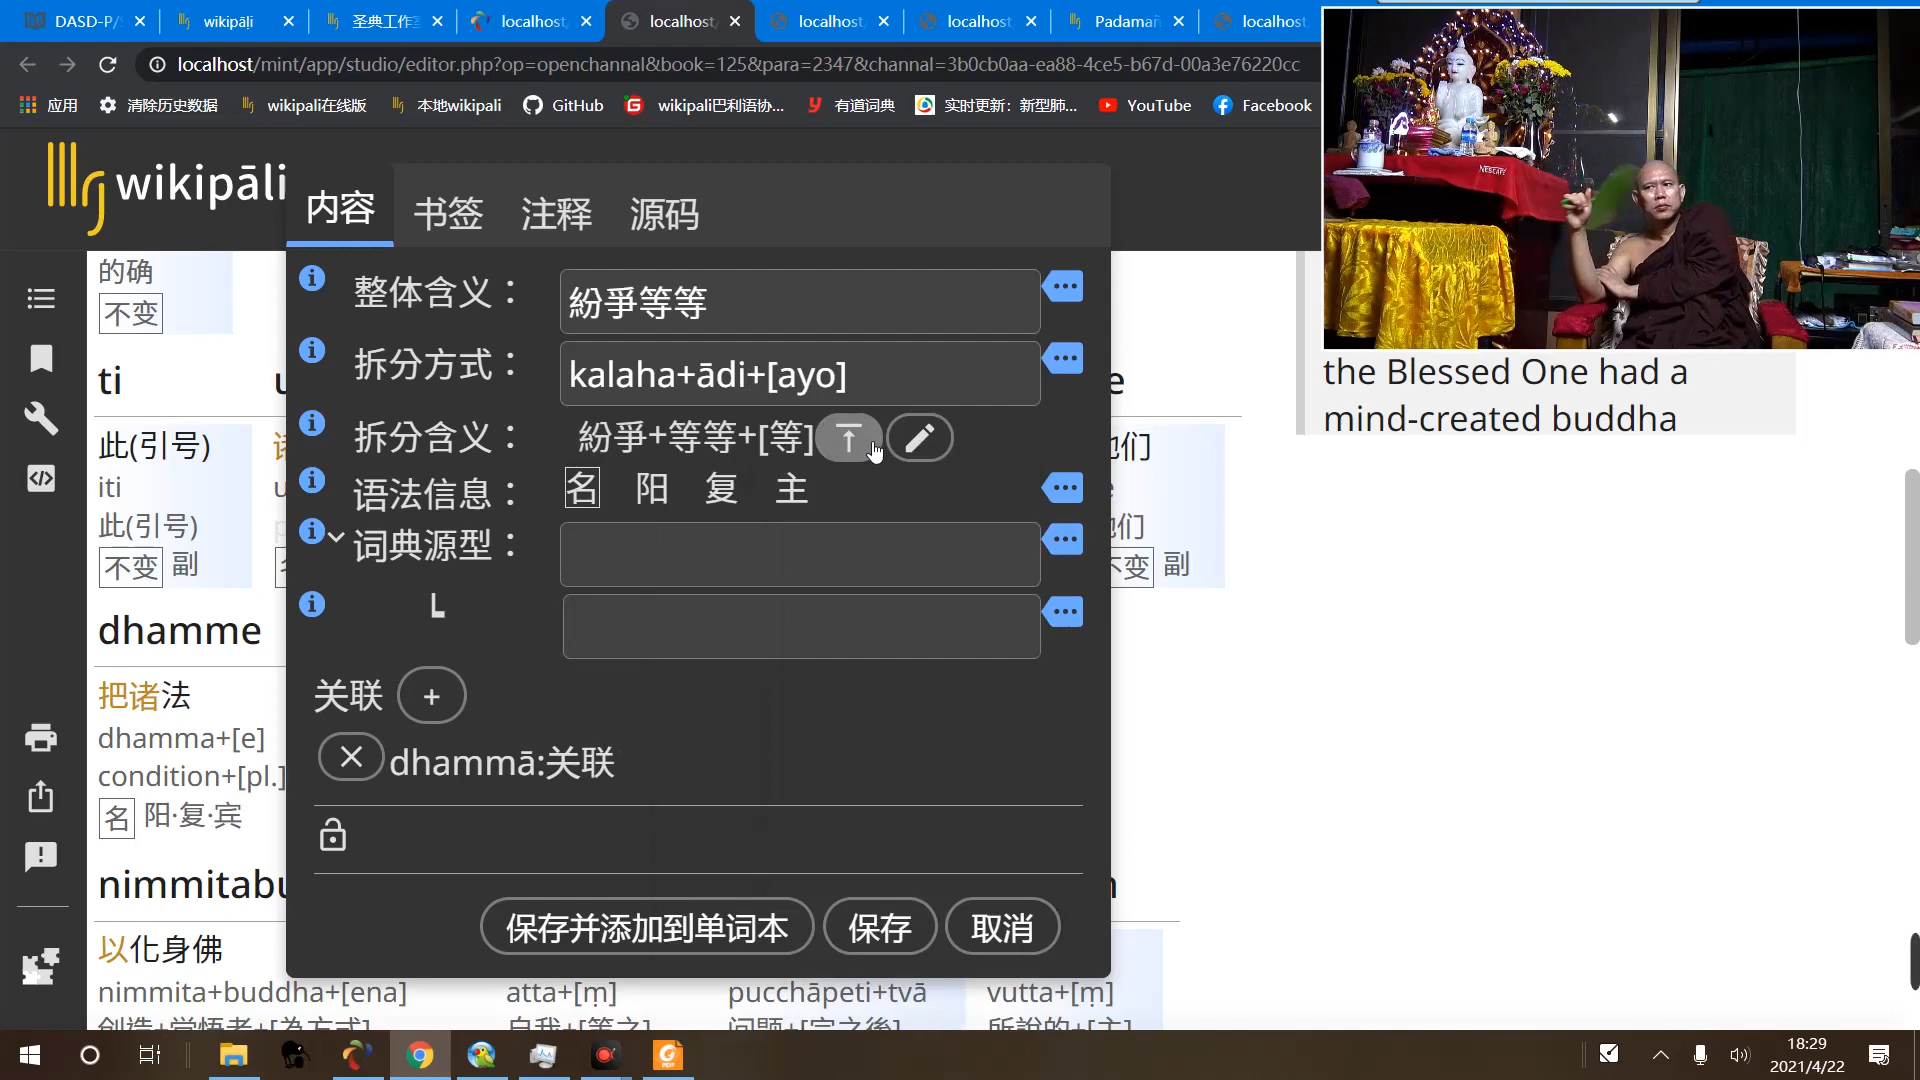 DASD-P/
wikipāḷi
圣典工作室
localhost/
localhost/
localhost/
localhost/
Padamañ
localhost
localhost/mint/app/studio/editor.php?op=openchannal&book=125&para=2347&channal=3b0cb0aa-ea88-4ce5-b67d-00a3e76220cc
应用
清除历史数据
wikipali在线版
本地wikipali
GitHub
wikipali巴利语协...
有道词典
实时更新：新型肺...
YouTube
Facebook
wikipāli
内容
书签
注释
源码
的确
不变
整体含义：
紛爭等等
拆分方式：
kalaha+ādi+[ayo]
拆分含义：
紛爭+等等+[等]
语法信息：
名 阳 复 主
词典源型：
关联 +
dhammā:关联
保存并添加到单词本
保存
取消
ti
此(引号)
iti
此(引号)
不变 副
dhamme
把诸法
dhamma+[e]
condition+[pl.]
名 阳·复·宾
nimmitabu
以化身佛
nimmita+buddha+[ena]
atta+[ṃ]
pucchāpeti+tvā
vutta+[ṃ]
副
NESCAFE
the Blessed One had a
mind-created buddha
18:29
2021/4/22